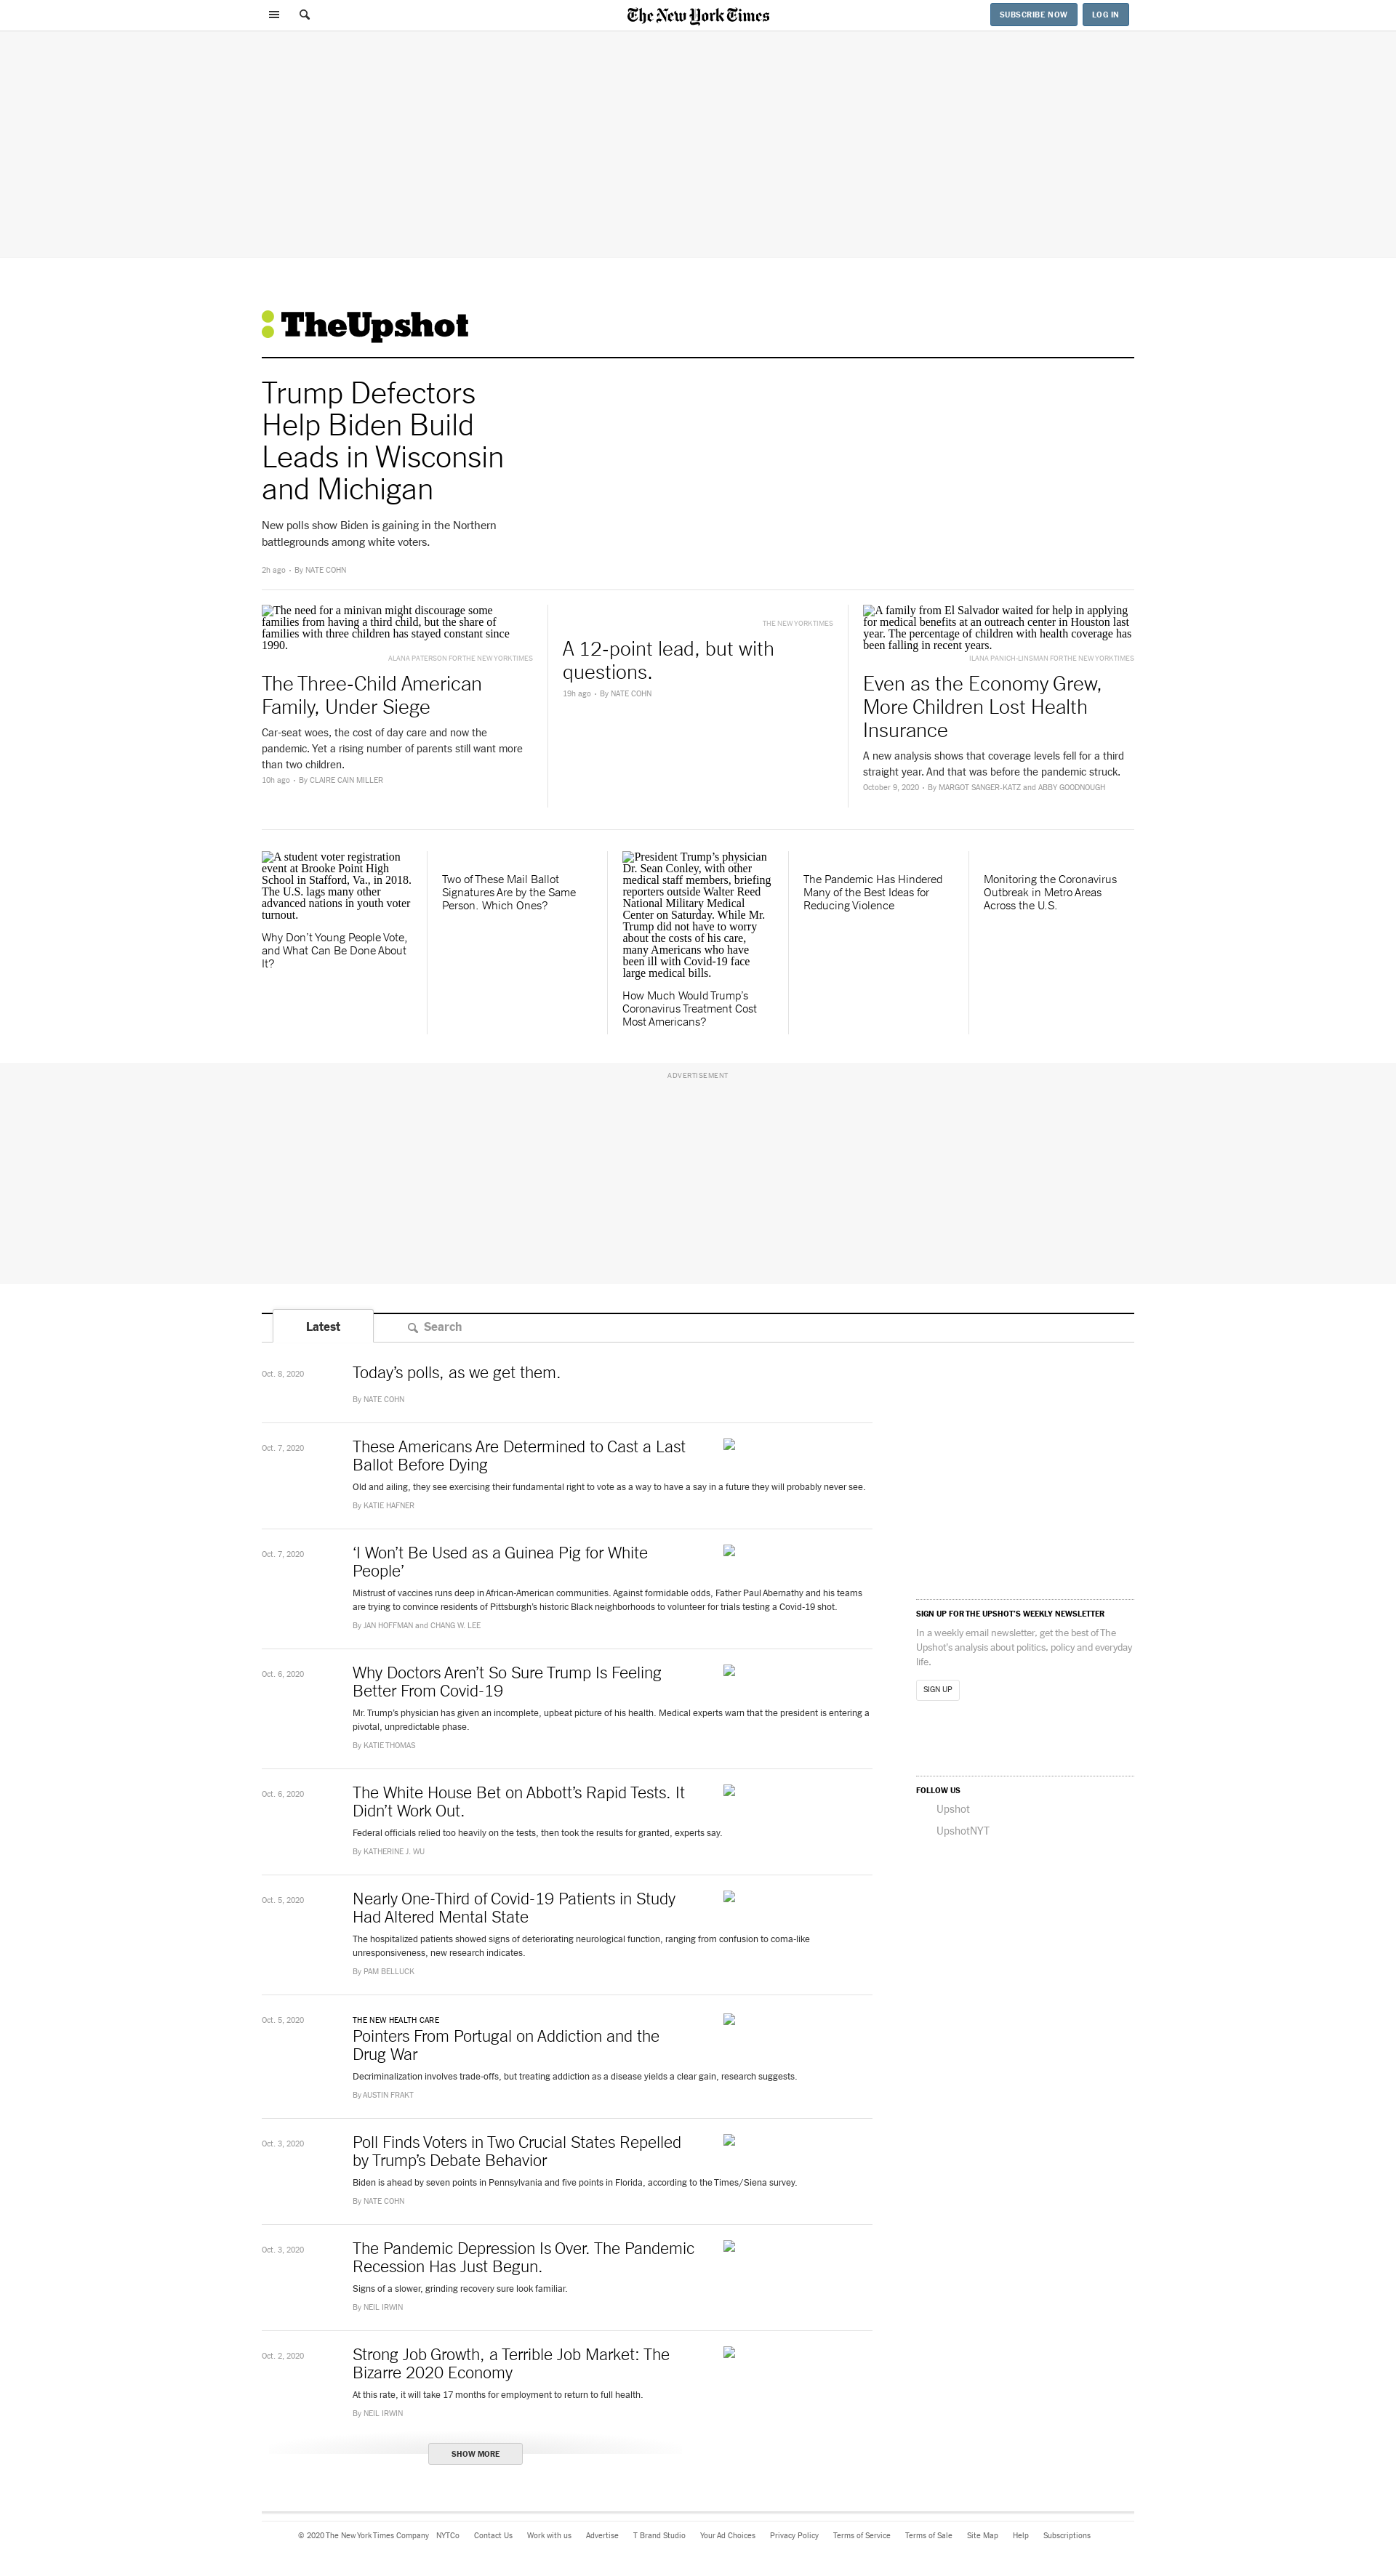 The New York Times
SUBSCRIBE NOW
LOG IN
TheUpshot
Trump Defectors
Help Biden Build
Leads in Wisconsin
and Michigan
New polls show Biden is gaining in the Northern
battlegrounds among white voters.
2h ago • By NATE COHN
The need for a minivan might discourage some
families from having a third child, but the share of
families with three children has stayed constant since
1990.
ALANA PATERSON FOR THE NEW YORK TIMES
The Three-Child American
Family, Under Siege
Car-seat woes, the cost of day care and now the
pandemic. Yet a rising number of parents still want more
than two children.
10h ago • By CLAIRE CAIN MILLER
THE NEW YORK TIMES
A 12-point lead, but with
questions.
19h ago • By NATE COHN
A family from El Salvador waited for help in applying
for medical benefits at an outreach center in Houston last
year. The percentage of children with health coverage has
been falling in recent years.
ILANA PANICH-LINSMAN FOR THE NEW YORK TIMES
Even as the Economy Grew,
More Children Lost Health
Insurance
A new analysis shows that coverage levels fell for a third
straight year. And that was before the pandemic struck.
October 9, 2020 • By MARGOT SANGER-KATZ and ABBY GOODNOUGH
A student voter registration
event at Brooke Point High
School in Stafford, Va., in 2018.
The U.S. lags many other
advanced nations in youth voter
turnout.
Why Don’t Young People Vote,
and What Can Be Done About
It?
Two of These Mail Ballot
Signatures Are by the Same
Person. Which Ones?
President Trump’s physician
Dr. Sean Conley, with other
medical staff members, briefing
reporters outside Walter Reed
National Military Medical
Center on Saturday. While Mr.
Trump did not have to worry
about the costs of his care,
many Americans who have
been ill with Covid-19 face
large medical bills.
How Much Would Trump’s
Coronavirus Treatment Cost
Most Americans?
The Pandemic Has Hindered
Many of the Best Ideas for
Reducing Violence
Monitoring the Coronavirus
Outbreak in Metro Areas
Across the U.S.
ADVERTISEMENT
Latest
Search
Oct. 8, 2020
Today’s polls, as we get them.
By NATE COHN
Oct. 7, 2020
These Americans Are Determined to Cast a Last
Ballot Before Dying
Old and ailing, they see exercising their fundamental right to vote as a way to have a say in a future they will probably never see.
By KATIE HAFNER
Oct. 7, 2020
‘I Won’t Be Used as a Guinea Pig for White
People’
Mistrust of vaccines runs deep in African-American communities. Against formidable odds, Father Paul Abernathy and his teams
are trying to convince residents of Pittsburgh’s historic Black neighborhoods to volunteer for trials testing a Covid-19 shot.
By JAN HOFFMAN and CHANG W. LEE
Oct. 6, 2020
Why Doctors Aren’t So Sure Trump Is Feeling
Better From Covid-19
Mr. Trump’s physician has given an incomplete, upbeat picture of his health. Medical experts warn that the president is entering a
pivotal, unpredictable phase.
By KATIE THOMAS
Oct. 6, 2020
The White House Bet on Abbott’s Rapid Tests. It
Didn’t Work Out.
Federal officials relied too heavily on the tests, then took the results for granted, experts say.
By KATHERINE J. WU
Oct. 5, 2020
Nearly One-Third of Covid-19 Patients in Study
Had Altered Mental State
The hospitalized patients showed signs of deteriorating neurological function, ranging from confusion to coma-like
unresponsiveness, new research indicates.
By PAM BELLUCK
Oct. 5, 2020
THE NEW HEALTH CARE
Pointers From Portugal on Addiction and the
Drug War
Decriminalization involves trade-offs, but treating addiction as a disease yields a clear gain, research suggests.
By AUSTIN FRAKT
Oct. 3, 2020
Poll Finds Voters in Two Crucial States Repelled
by Trump’s Debate Behavior
Biden is ahead by seven points in Pennsylvania and five points in Florida, according to the Times/Siena survey.
By NATE COHN
Oct. 3, 2020
The Pandemic Depression Is Over. The Pandemic
Recession Has Just Begun.
Signs of a slower, grinding recovery sure look familiar.
By NEIL IRWIN
Oct. 2, 2020
Strong Job Growth, a Terrible Job Market: The
Bizarre 2020 Economy
At this rate, it will take 17 months for employment to return to full health.
By NEIL IRWIN
SHOW MORE
SIGN UP FOR THE UPSHOT’S WEEKLY NEWSLETTER
In a weekly email newsletter, get the best of The
Upshot’s analysis about politics, policy and everyday
life.
SIGN UP
FOLLOW US
Upshot
UpshotNYT
© 2020 The New York Times Company NYTCo Contact Us Work with us Advertise T Brand Studio Your Ad Choices Privacy Policy Terms of Service Terms of Sale Site Map Help Subscriptions